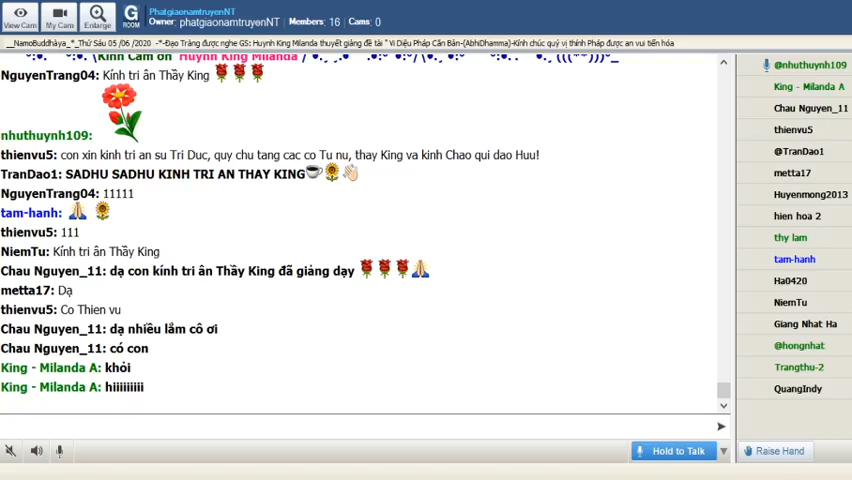 View Cam
My Cam
Enlarge
G
ROOM
PhatgiaonamtruyenNT
Owner: phatgiaonamtruyenNT Members: 16 Cams: 0
__NamoBuddhàya_*_Thứ Sáu 05 /06 /2020 -*-Đạo Tràng được nghe GS: Huynh King Milanda thuyết giảng đề tài " Vi Diệu Pháp Căn Bản-(AbhiDhamma)-Kính chúc quý vị thính Pháp được an vui tiến hóa
Kính Cảm ơn Huynh King Milanda
NguyenTrang04: Kính tri ân Thầy King
nhuthuynh109:
thienvu5: con xin kinh tri an su Tri Duc, quy chu tang cac co Tu nu, thay King va kinh Chao qui dao Huu!
TranDao1: SADHU SADHU KINH TRI AN THAY KING
NguyenTrang04: 11111
tam-hanh:
thienvu5: 111
NiemTu: Kính tri ân Thầy King
Chau Nguyen_11: dạ con kính tri ân Thầy King đã giảng dạy
metta17: Dạ
thienvu5: Co Thien vu
Chau Nguyen_11: dạ nhiều lắm cô ơi
Chau Nguyen_11: có con
King - Milanda A: khỏi
King - Milanda A: hiiiiiiiii
@nhuthuynh109
King - Milanda A
Chau Nguyen_11
thienvu5
@TranDao1
metta17
Huyenmong2013
hien hoa 2
thy lam
tam-hanh
Ha0420
NiemTu
Giang Nhat Ha
@hongnhat
Trangthu-2
QuangIndy
Hold to Talk
Raise Hand